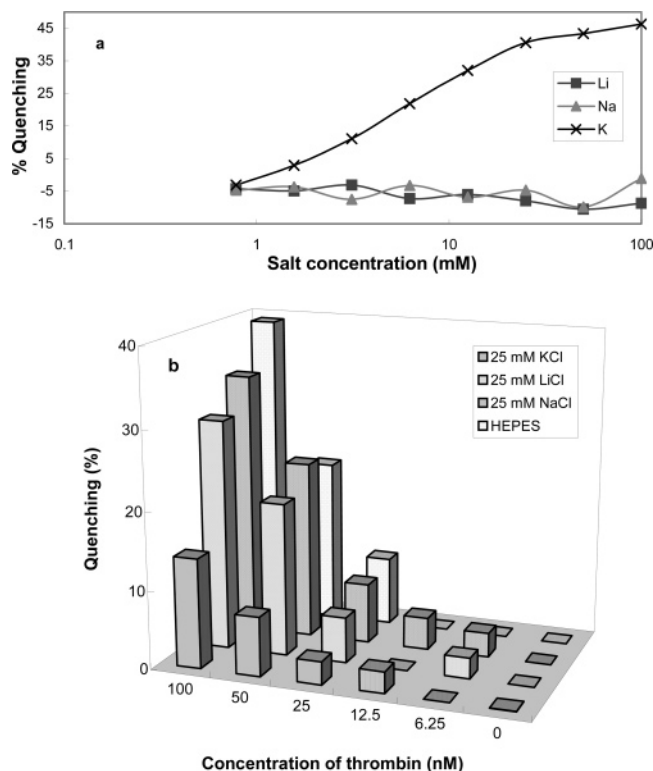 45
35
25
15
5
-5
-15
% Quenching
a
Li
Na
K
0.1 1 10 100
Salt concentration (mM)
40
30
20
10
0
Quenching (%)
b
25 mM KCl
25 mM LiCl
25 mM NaCl
HEPES
100 50 25 12.5 6.25 0
Concentration of thrombin (nM)